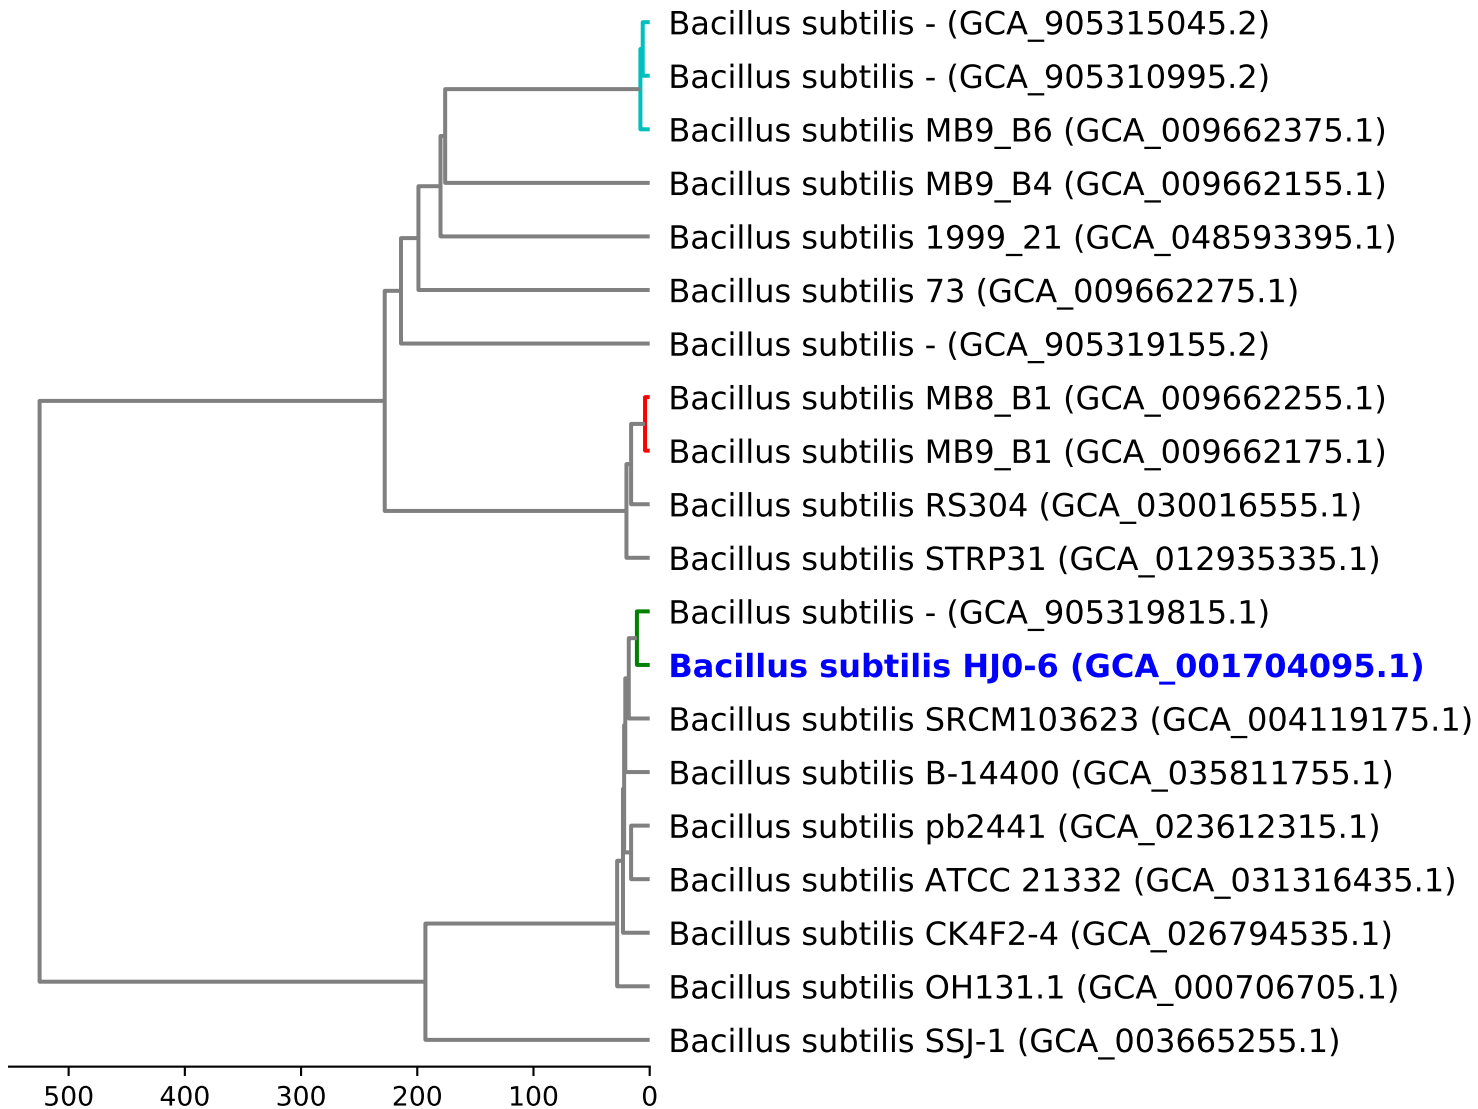 Bacillus subtilis - (GCA_905315045.2)
Bacillus subtilis - (GCA_905310995.2)
Bacillus subtilis MB9_B6 (GCA_009662375.1)
Bacillus subtilis MB9_B4 (GCA_009662155.1)
Bacillus subtilis 1999_21 (GCA_048593395.1)
Bacillus subtilis 73 (GCA_009662275.1)
Bacillus subtilis - (GCA_905319155.2)
Bacillus subtilis MB8_B1 (GCA_009662255.1)
Bacillus subtilis MB9_B1 (GCA_009662175.1)
Bacillus subtilis RS304 (GCA_030016555.1)
Bacillus subtilis STRP31 (GCA_012935335.1)
Bacillus subtilis - (GCA_905319815.1)
Bacillus subtilis HJ0-6 (GCA_001704095.1)
Bacillus subtilis SRCM103623 (GCA_004119175.1)
Bacillus subtilis B-14400 (GCA_035811755.1)
Bacillus subtilis pb2441 (GCA_023612315.1)
Bacillus subtilis ATCC 21332 (GCA_031316435.1)
Bacillus subtilis CK4F2-4 (GCA_026794535.1)
Bacillus subtilis OH131.1 (GCA_000706705.1)
Bacillus subtilis SSJ-1 (GCA_003665255.1)
500 400 300 200 100 0